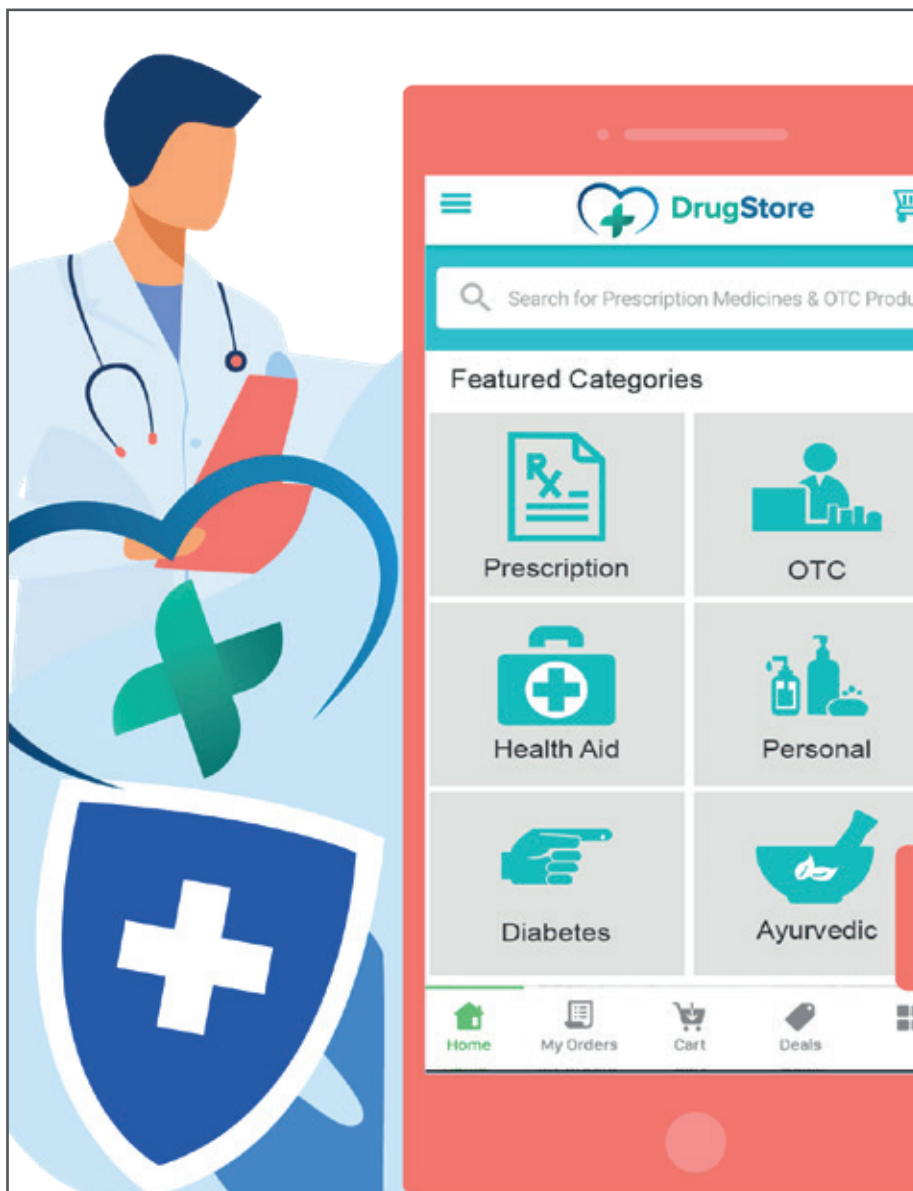 DrugStore
Search for Prescription Medicines & OTC Produ
Featured Categories
Rx
Prescription
OTC
Health Aid
Personal
Diabetes
Ayurvedic
Home
My Orders
Cart
Deals